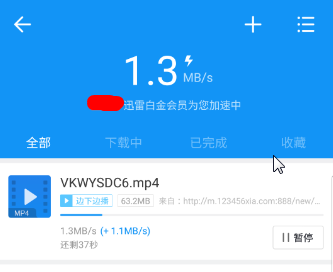 1.3 MB/s
迅雷白金会员为您加速中
全部 下载中 已完成 收藏
VKWYSDC6.mp4
MP4
边下边播 63.2MB 来自：http://m.123456xia.com:888/new/...
1.3MB/s (+ 1.1MB/s)
还剩37秒
暂停